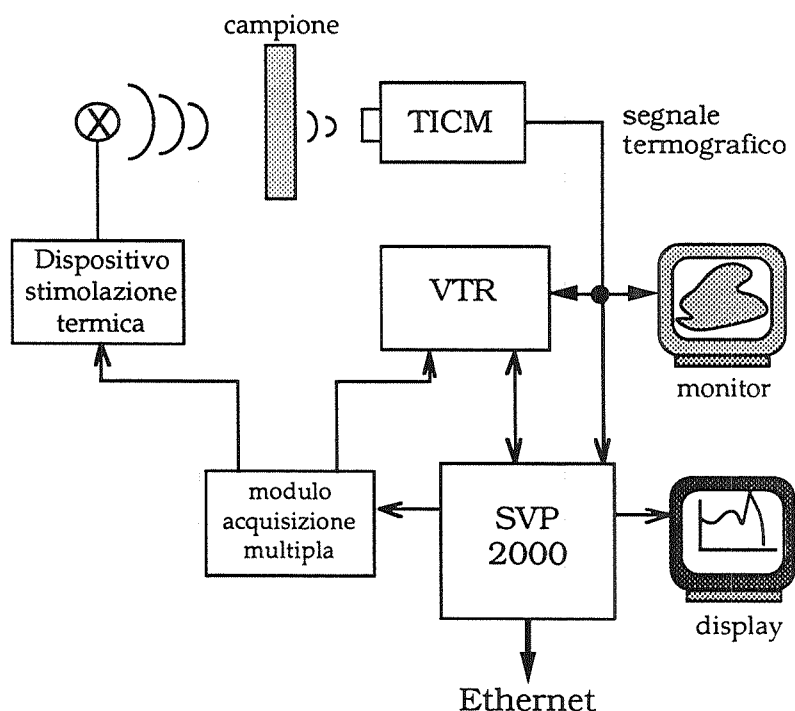 campione
TICM
segnale
termografico
Dispositivo
stimolazione
termica
VTR
monitor
modulo
acquisizione
multipla
SVP
2000
display
Ethernet